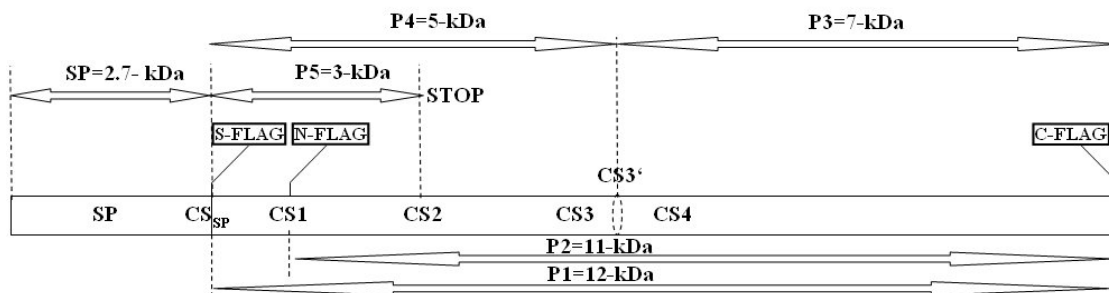 P4=5-kDa P3=7-kDa
SP=2.7- kDa P5=3-kDa
STOP
S-FLAG N-FLAG C-FLAG
CS3‘
SP CSSP CS1 CS2 CS3 CS4
P2=11-kDa
P1=12-kDa